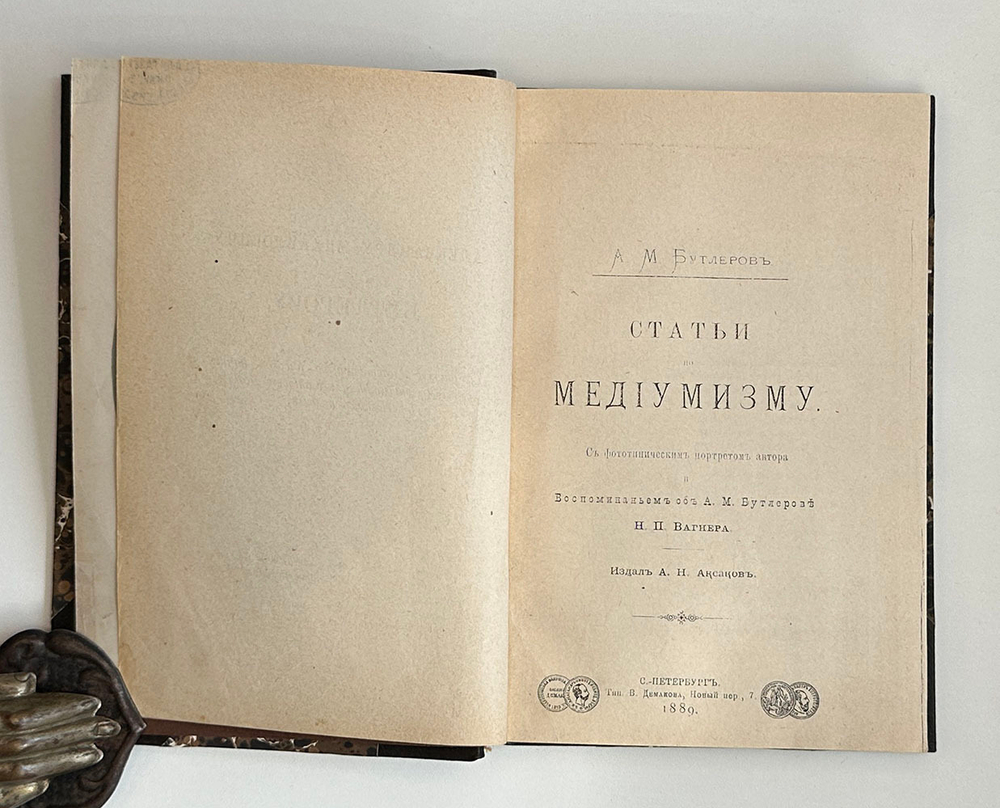 А. М. Бутлеровъ.
СТАТЬИ
по
МЕДІУМИЗМУ.
Съ фототипическимъ портретомъ автора
и
Воспоминаньемъ объ А. М. Бутлеровѣ
Н. П. Вагнера.
Издалъ А. Н. Аксаковъ.
С.-ПЕТЕРБУРГЪ.
Тип. В. Демакова, Новый пер., 7.
1889.